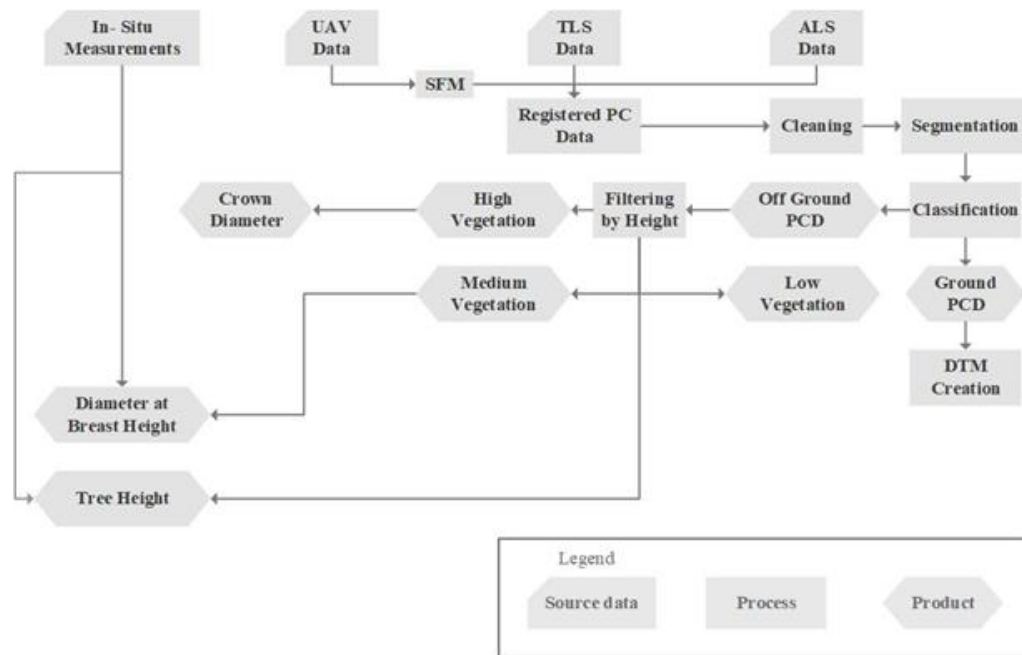 In- Situ
Measurements
UAV
Data
TLS
Data
ALS
Data
SFM
Registered PC
Data
Cleaning
Segmentation
Crown
Diameter
High
Vegetation
Filtering
by Height
Off Ground
PCD
Classification
Medium
Vegetation
Low
Vegetation
Ground
PCD
DTM
Creation
Diameter at
Breast Height
Tree Height
Legend
Source data
Process
Product